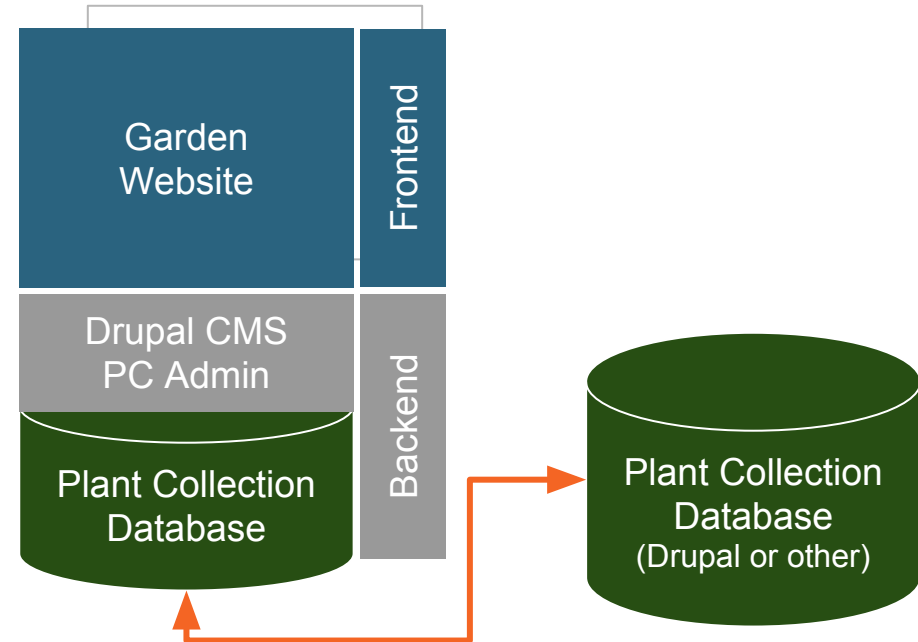 Garden
Website
Frontend
Drupal CMS
PC Admin
Backend
Plant Collection
Database
Plant Collection
Database
(Drupal or other)